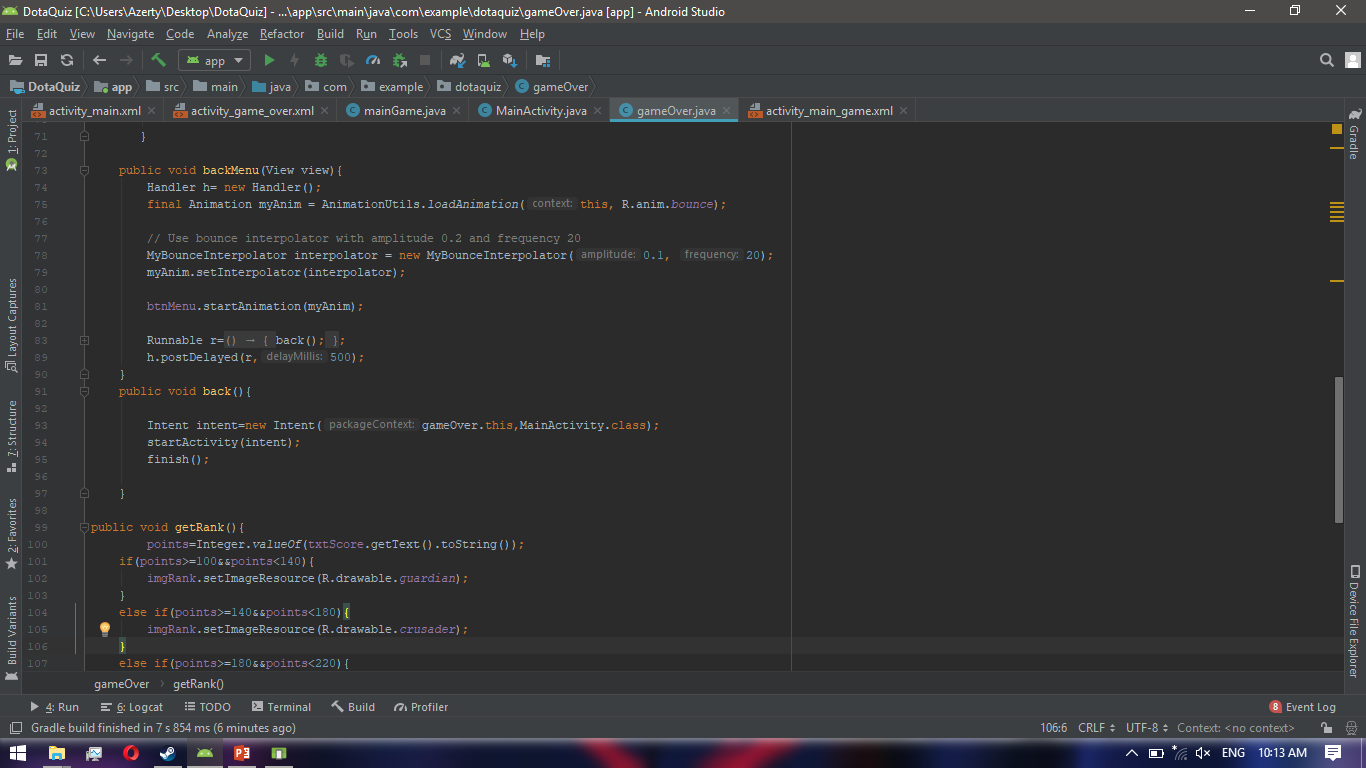 DotaQuiz [C:\Users\Azerty\Desktop\DotaQuiz] - ...\app\src\main\java\com\example\dotaquiz\gameOver.java [app] - Android Studio
File Edit View Navigate Code Analyze Refactor Build Run Tools VCS Window Help
app
DotaQuiz app src main java com example dotaquiz gameOver
activity_main.xml activity_game_over.xml mainGame.java MainActivity.java gameOver.java activity_main_game.xml
1: Project
Layout Captures
7: Structure
2: Favorites
Build Variants
71 }
72
73 public void backMenu(View view){
74 Handler h= new Handler();
75 final Animation myAnim = AnimationUtils.loadAnimation( context: this, R.anim.bounce);
76
77 // Use bounce interpolator with amplitude 0.2 and frequency 20
78 MyBounceInterpolator interpolator = new MyBounceInterpolator( amplitude: 0.1, frequency: 20);
79 myAnim.setInterpolator(interpolator);
80
81 btnMenu.startAnimation(myAnim);
82
83 Runnable r=() → { back(); };
89 h.postDelayed(r, delayMillis: 500);
90 }
91 public void back(){
92
93 Intent intent=new Intent( packageContext: gameOver.this,MainActivity.class);
94 startActivity(intent);
95 finish();
96
97 }
98
99 public void getRank(){
100 points=Integer.valueOf(txtScore.getText().toString());
101 if(points>=100&&points<140){
102 imgRank.setImageResource(R.drawable.guardian);
103 }
104 else if(points>=140&&points<180){
105 imgRank.setImageResource(R.drawable.crusader);
106 }
107 else if(points>=180&&points<220){
Gradle
Device File Explorer
gameOver › getRank()
4: Run 6: Logcat TODO Terminal Build Profiler 8 Event Log
Gradle build finished in 7 s 854 ms (6 minutes ago) 106:6 CRLF UTF-8 Context: <no context>
ENG 10:13 AM